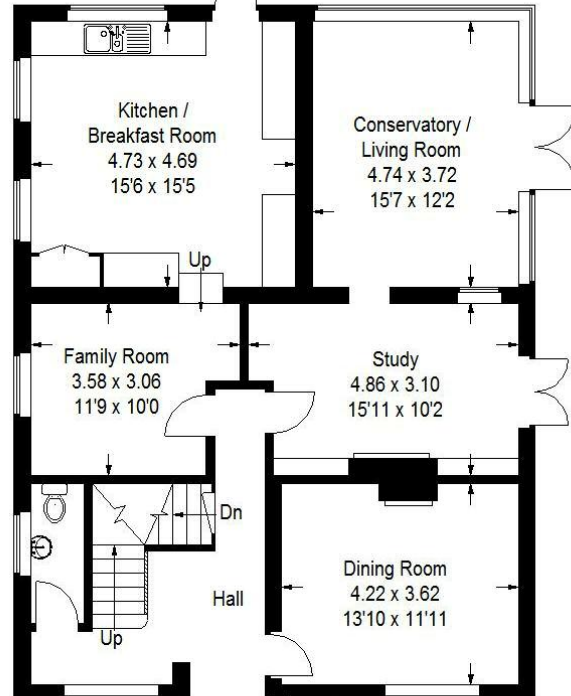 Kitchen /
Breakfast Room
4.73 x 4.69
15'6 x 15'5
Conservatory /
Living Room
4.74 x 3.72
15'7 x 12'2
Up
Family Room
3.58 x 3.06
11'9 x 10'0
Study
4.86 x 3.10
15'11 x 10'2
Dn
Hall
Up
Dining Room
4.22 x 3.62
13'10 x 11'11